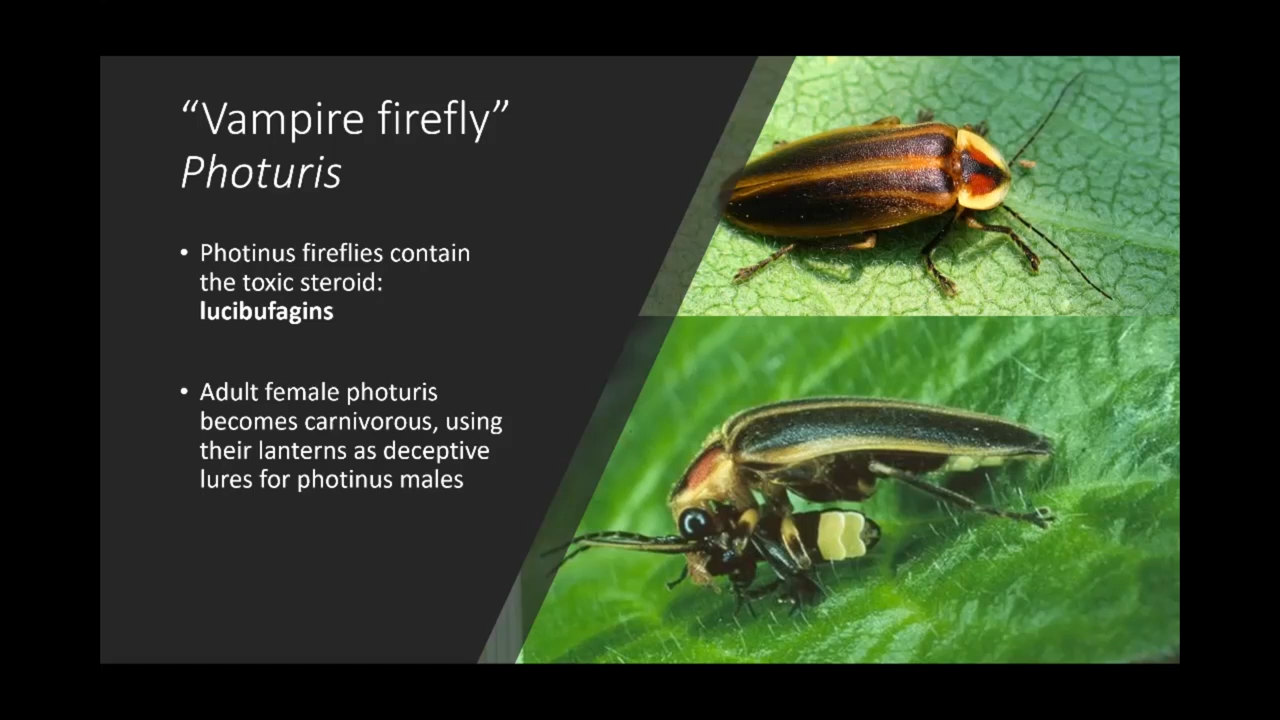 “Vampire firefly”
Photuris
• Photinus fireflies contain
the toxic steroid:
lucibufagins
• Adult female photuris
becomes carnivorous, using
their lanterns as deceptive
lures for photinus males